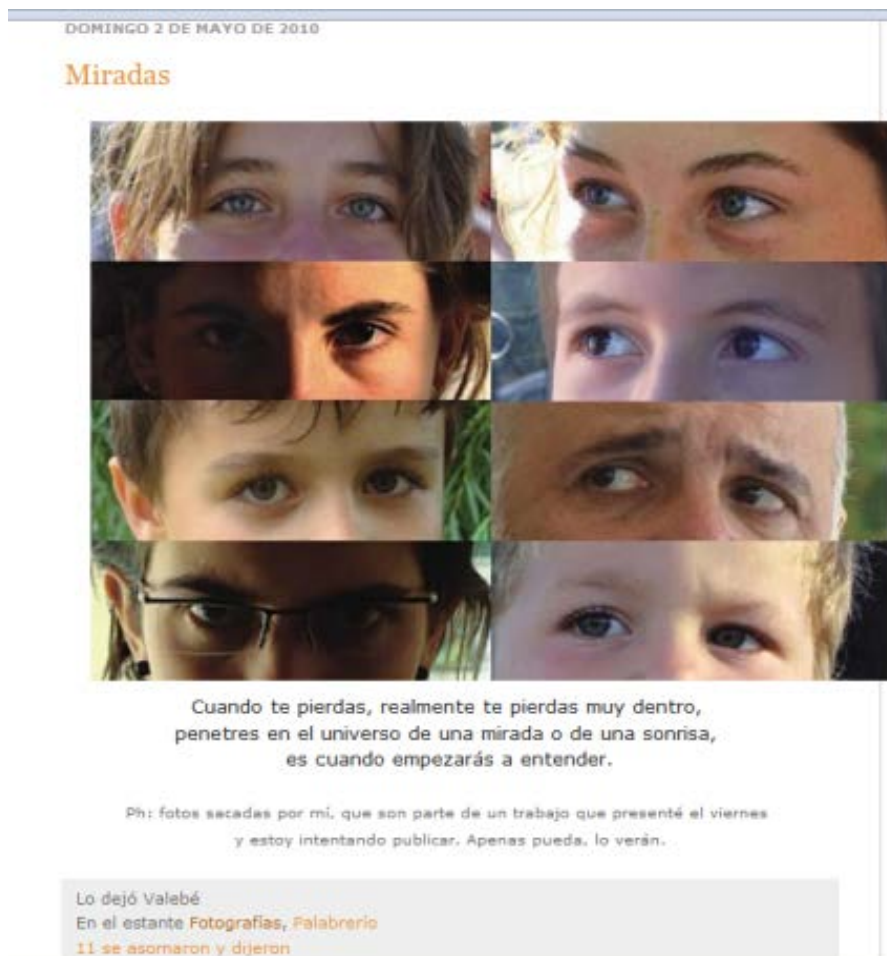 DOMINGO 2 DE MAYO DE 2010
Miradas
Cuando te pierdas, realmente te pierdas muy dentro,
penetres en el universo de una mirada o de una sonrisa,
es cuando empezarás a entender.
Ph: fotos sacadas por mí, que son parte de un trabajo que presenté el viernes
y estoy intentando publicar. Apenas pueda, lo verán.
Lo dejó Valebé
En el estante Fotografías, Palabrerío
11 se asomaron y dijeron